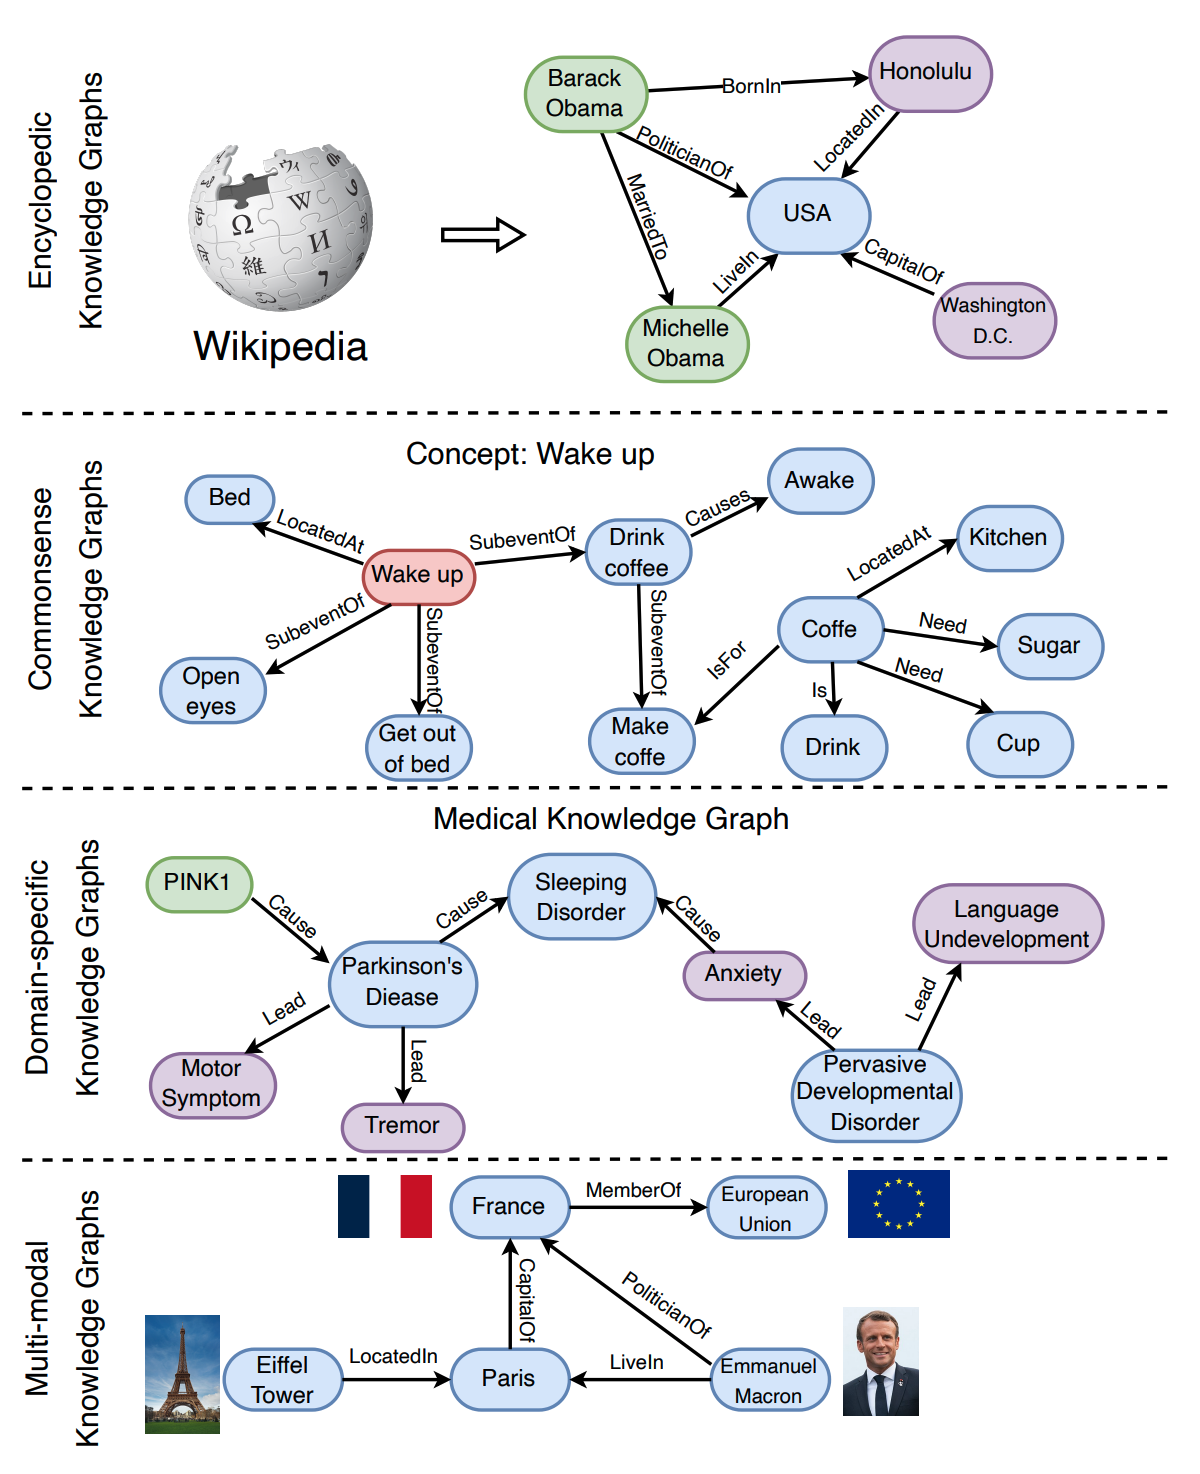 Encyclopedic
Knowledge Graphs
Ω
W
И
維
Wikipedia
Barack
Obama
BornIn
Honolulu
PoliticianOf
LocatedIn
MarriedTo
USA
LiveIn
CapitalOf
Michelle
Obama
Washington
D.C.
Commonsense
Knowledge Graphs
Concept: Wake up
Bed
LocatedAt
Wake up
SubeventOf
Drink
coffee
Causes
Awake
SubeventOf
Open
eyes
SubeventOf
Get out
of bed
SubeventOf
Make
coffe
IsFor
Coffe
LocatedAt
Kitchen
Need
Sugar
Need
Cup
Is
Drink
Domain-specific
Knowledge Graphs
Medical Knowledge Graph
PINK1
Cause
Parkinson's
Diease
Cause
Sleeping
Disorder
Cause
Anxiety
Language
Undevelopment
Lead
Motor
Symptom
Lead
Tremor
Lead
Lead
Pervasive
Developmental
Disorder
Multi-modal
Knowledge Graphs
France
MemberOf
European
Union
CapitalOf
PoliticianOf
Eiffel
Tower
LocatedIn
Paris
LiveIn
Emmanuel
Macron